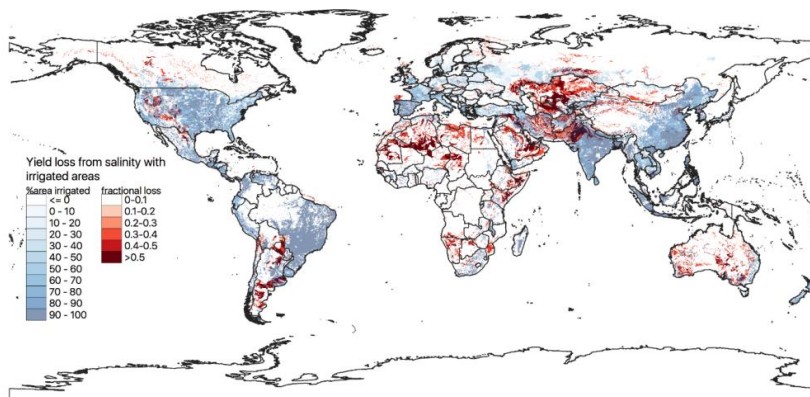 Yield loss from salinity with
irrigated areas
%area irrigated fractional loss
<= 0 0-0.1
0 - 10 0.1-0.2
10 - 20 0.2-0.3
20 - 30 0.3-0.4
30 - 40 0.4-0.5
40 - 50 >0.5
50 - 60
60 - 70
70 - 80
80 - 90
90 - 100